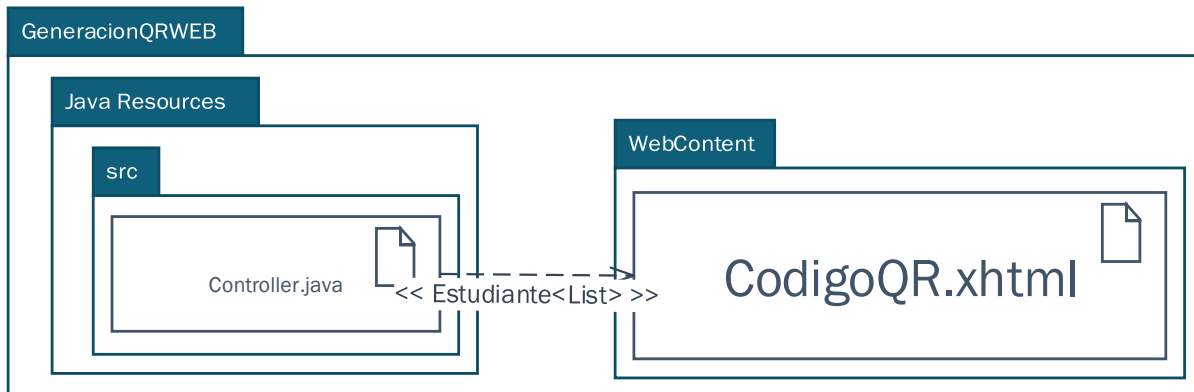 GeneracionQRWEB
Java Resources
src
Controller.java
<< Estudiante<List> >>
WebContent
CodigoQR.xhtml